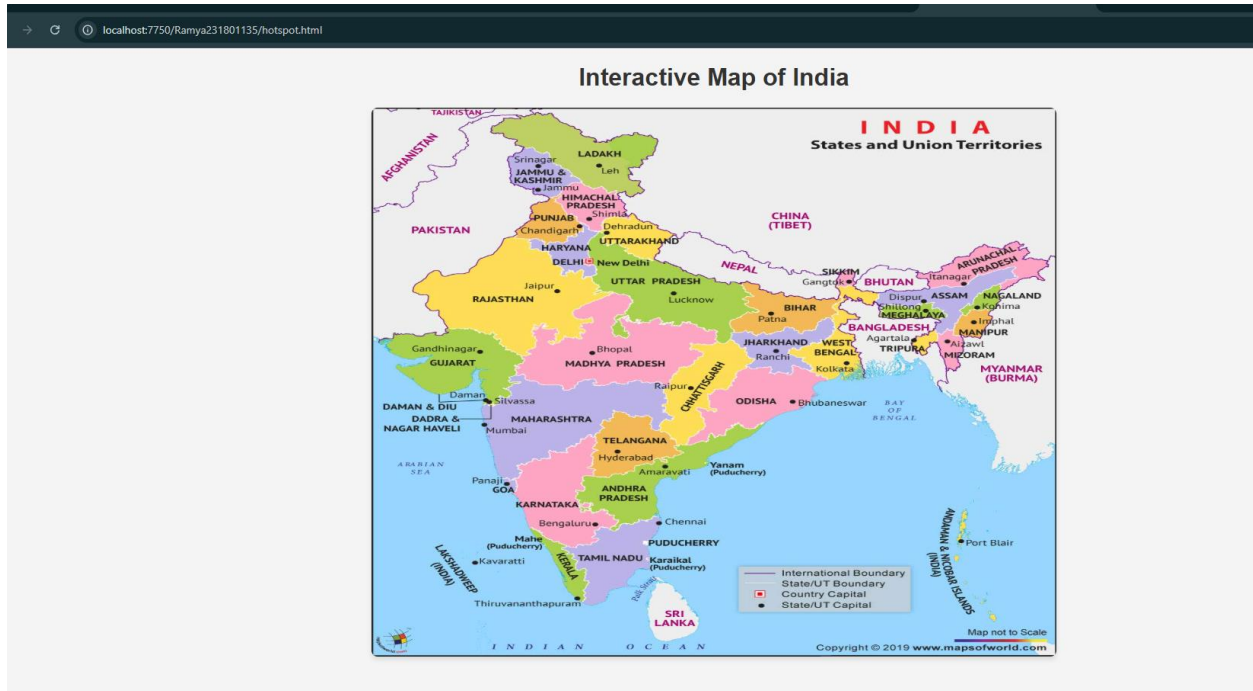 localhost:7750/Ramya231801135/hotspot.html
Interactive Map of India
TAJIKISTAN
AFGHANISTAN
I N D I A
States and Union Territories
LADAKH
Srinagar
Leh
JAMMU &
KASHMIR
Jammu
HIMACHAL
PRADESH
Shimla
PUNJAB
Chandigarh
Dehradun
UTTARAKHAND
PAKISTAN
CHINA
(TIBET)
HARYANA
DELHI
New Delhi
NEPAL
SIKKIM
Gangtok
BHUTAN
ARUNACHAL
PRADESH
Itanagar
UTTAR PRADESH
Lucknow
Jaipur
RAJASTHAN
BIHAR
Patna
Dispur
ASSAM
NAGALAND
Kohima
Shillong
MEGHALAYA
BANGLADESH
Imphal
MANIPUR
Agartala
TRIPURA
Aizawl
MIZORAM
MYANMAR
(BURMA)
JHARKHAND
Ranchi
WEST
BENGAL
Kolkata
Gandhinagar
GUJARAT
Bhopal
MADHYA PRADESH
Raipur
CHHATTISGARH
Daman
Silvassa
DAMAN & DIU
DADRA &
NAGAR HAVELI
Mumbai
MAHARASHTRA
ODISHA
Bhubaneswar
BAY
OF
BENGAL
TELANGANA
Hyderabad
Amaravati
Yanam
(Puducherry)
ARABIAN
SEA
Panaji
GOA
KARNATAKA
ANDHRA
PRADESH
Bengaluru
Chennai
Mahe
(Puducherry)
PUDUCHERRY
LAKSHADWEEP
(INDIA)
Kavaratti
KERALA
TAMIL NADU
Karaikal
(Puducherry)
Thiruvananthapuram
Palk Strait
SRI
LANKA
ANDAMAN & NICOBAR ISLANDS
(INDIA)
Port Blair
International Boundary
State/UT Boundary
Country Capital
State/UT Capital
Map not to Scale
INDIAN OCEAN
Copyright © 2019 www.mapsofworld.com